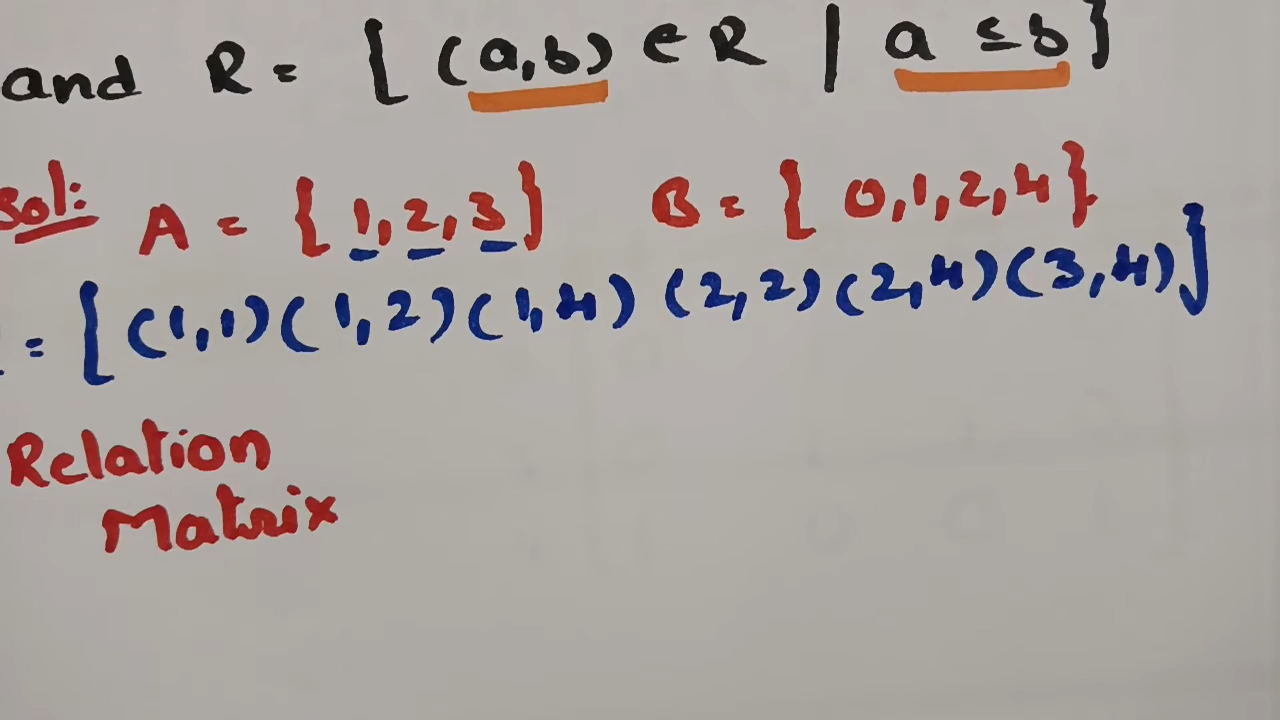 and R = { (a,b) ∈ R | a ≤ b }
Sol: A = { 1, 2, 3 } B = { 0, 1, 2, 4 }
= { (1,1) (1,2) (1,4) (2,2) (2,4) (3,4) }
Relation
Matrix